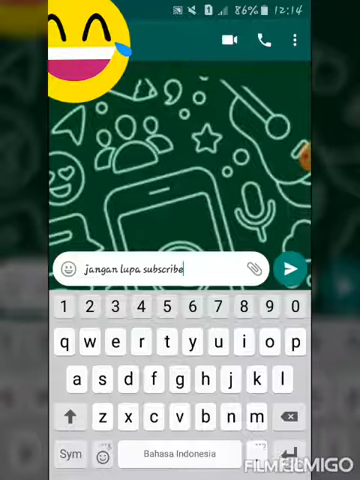 86% 12:14
jangan lupa subscribe
1 2 3 4 5 6 7 8 9 0
q w e r t y u i o p
a s d f g h j k l
z x c v b n m
Sym Bahasa Indonesia
FILMIGO